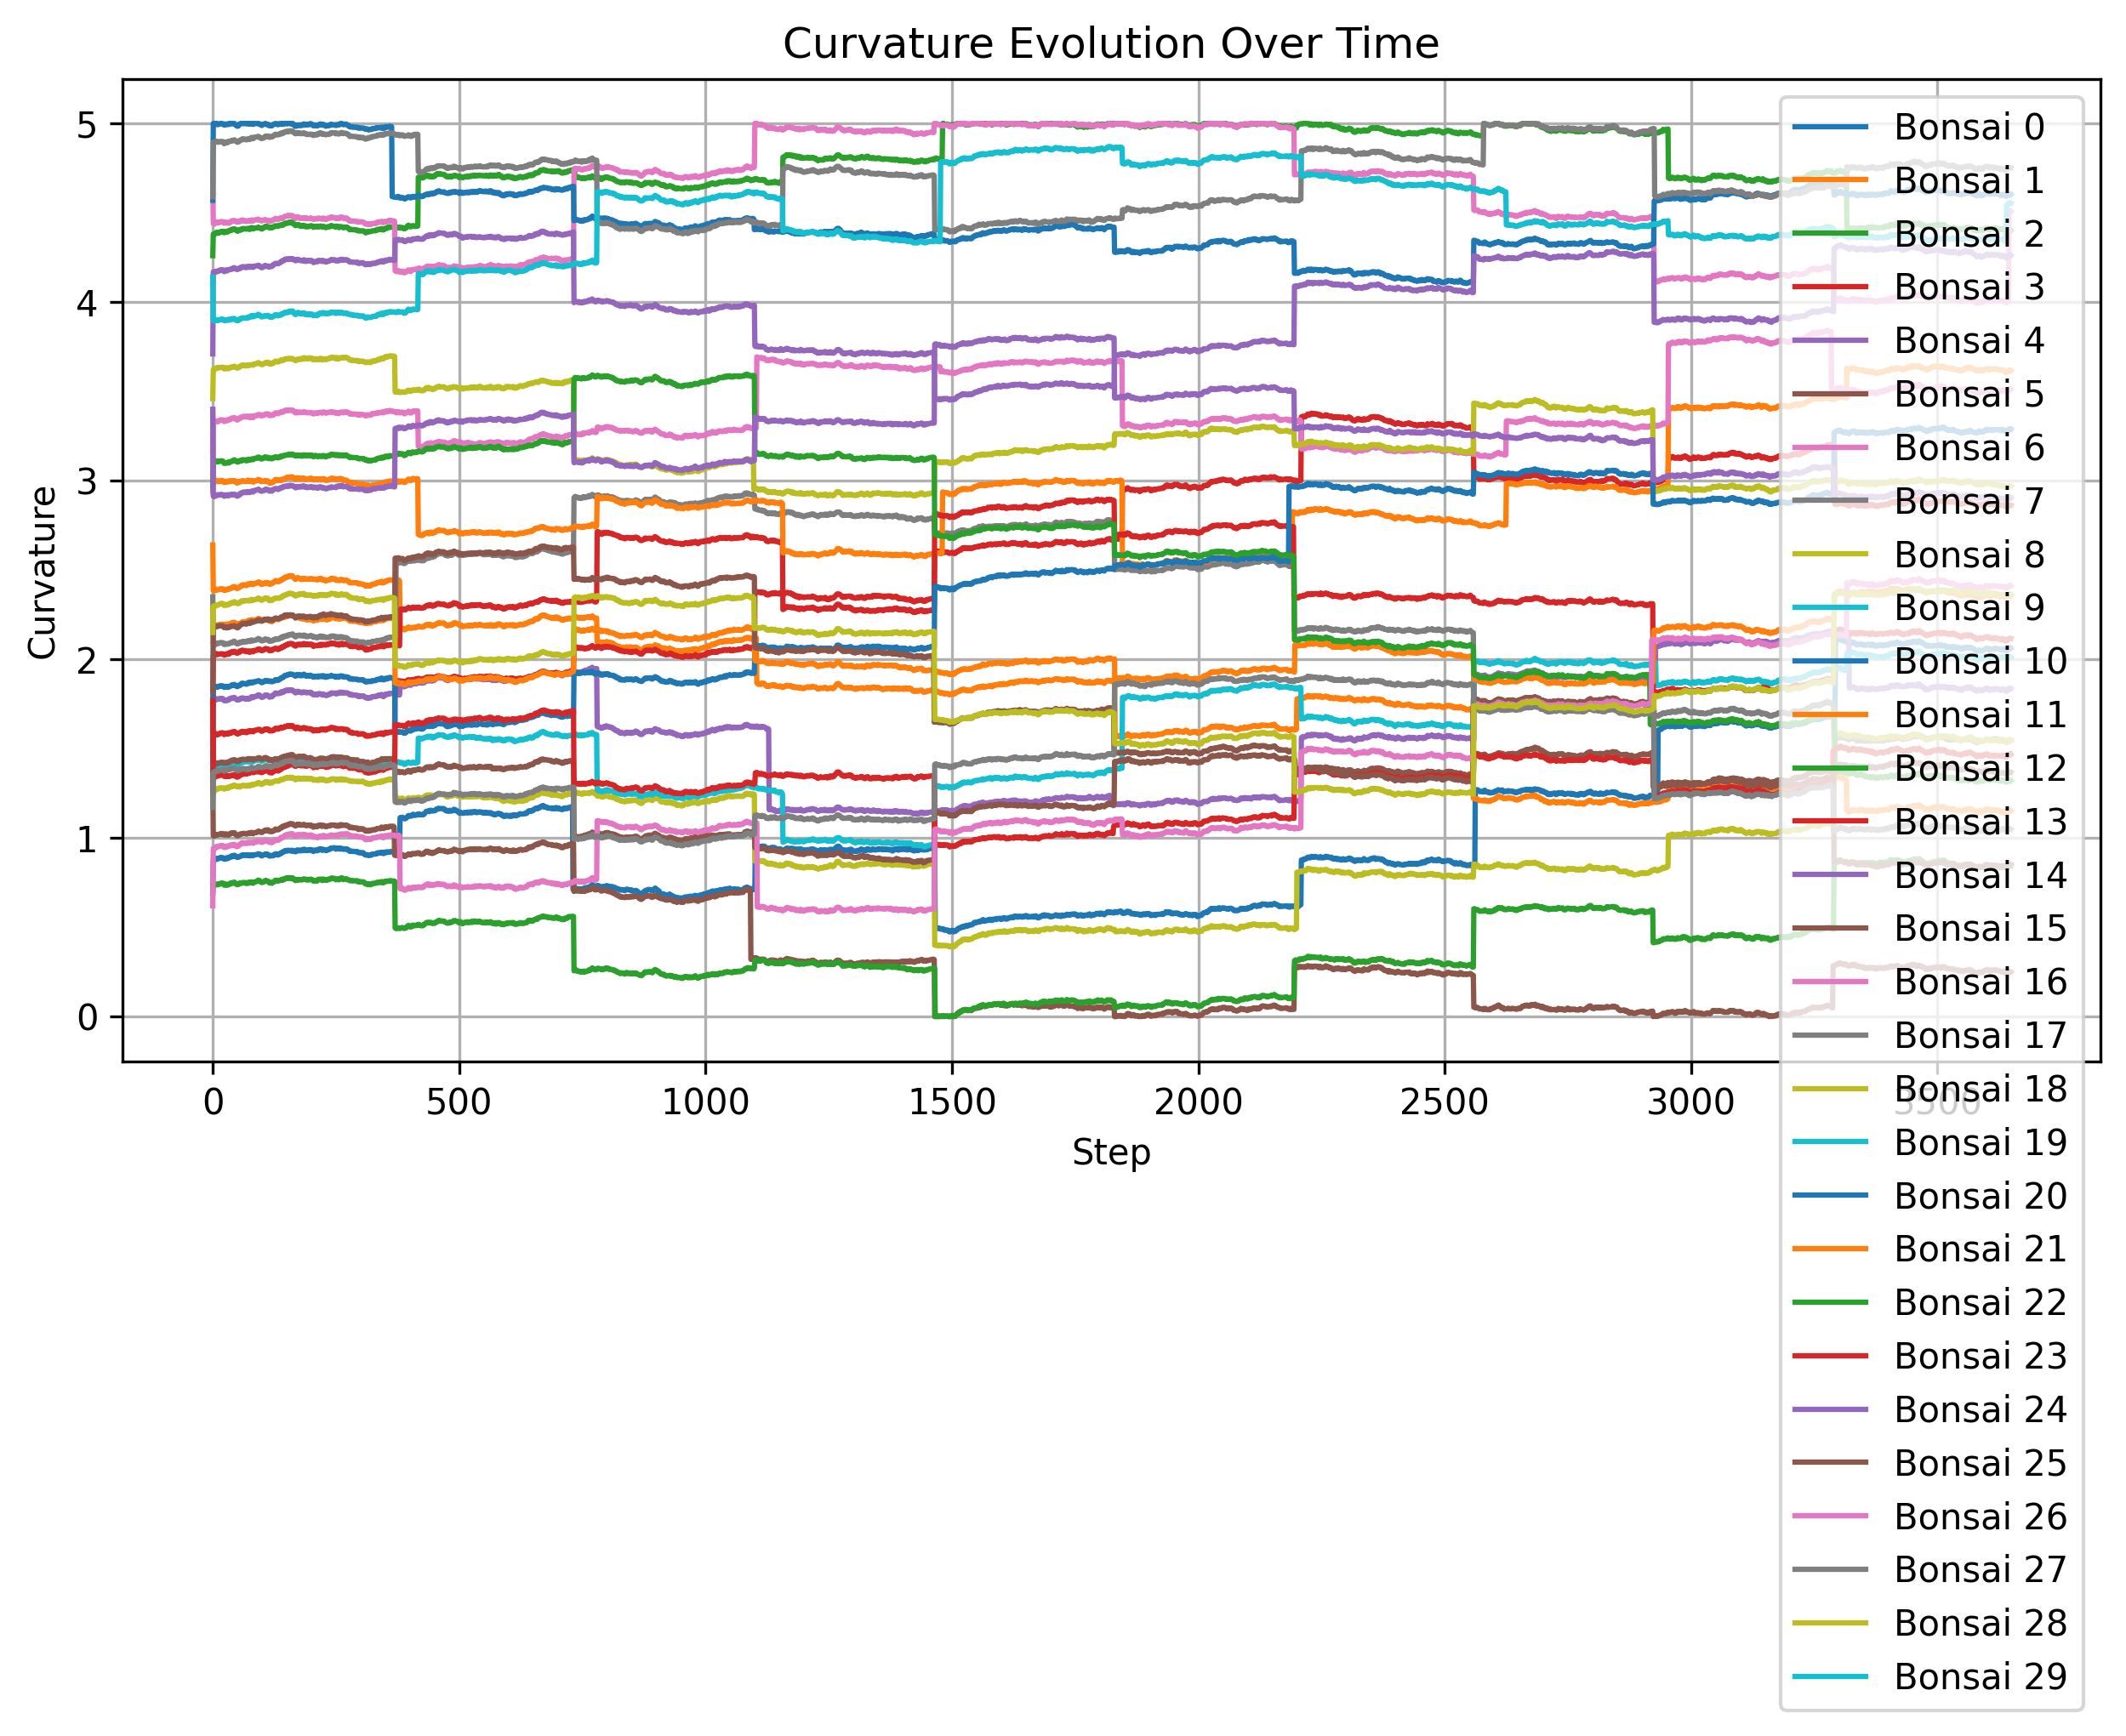 Curvature Evolution Over Time
Curvature
5
4
3
2
1
0
0
500
1000
1500
2000
2500
3000
3500
Step
Bonsai 0
Bonsai 1
Bonsai 2
Bonsai 3
Bonsai 4
Bonsai 5
Bonsai 6
Bonsai 7
Bonsai 8
Bonsai 9
Bonsai 10
Bonsai 11
Bonsai 12
Bonsai 13
Bonsai 14
Bonsai 15
Bonsai 16
Bonsai 17
Bonsai 18
Bonsai 19
Bonsai 20
Bonsai 21
Bonsai 22
Bonsai 23
Bonsai 24
Bonsai 25
Bonsai 26
Bonsai 27
Bonsai 28
Bonsai 29